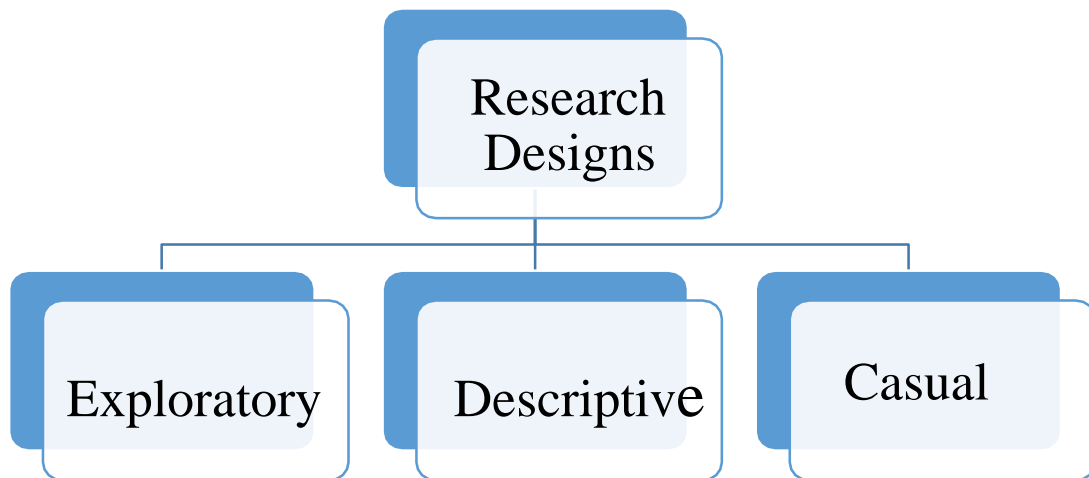 Research
Designs
Exploratory
Descriptive
Casual